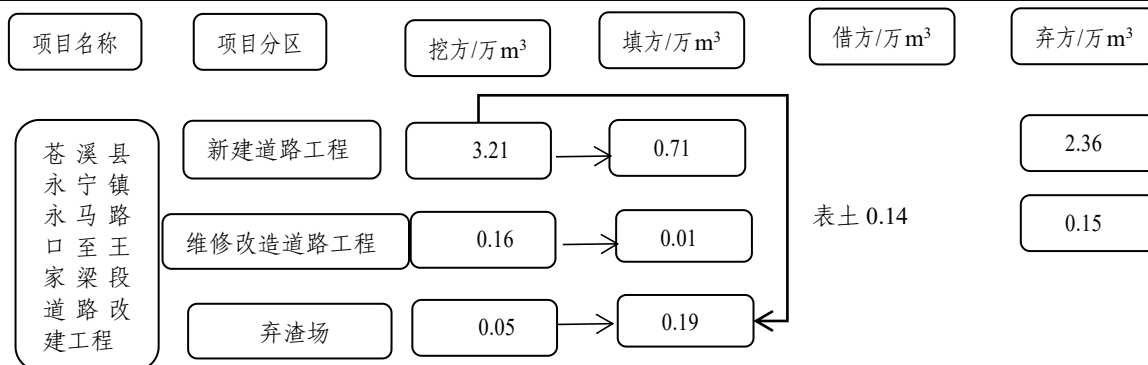 项目名称 项目分区 挖方/万m³ 填方/万m³ 借方/万m³ 弃方/万m³
苍溪县
永宁镇
永马路
口至王
家梁段
道路改
建工程
新建道路工程 3.21 0.71 2.36
维修改造道路工程 0.16 0.01 表土 0.14 0.15
弃渣场 0.05 0.19